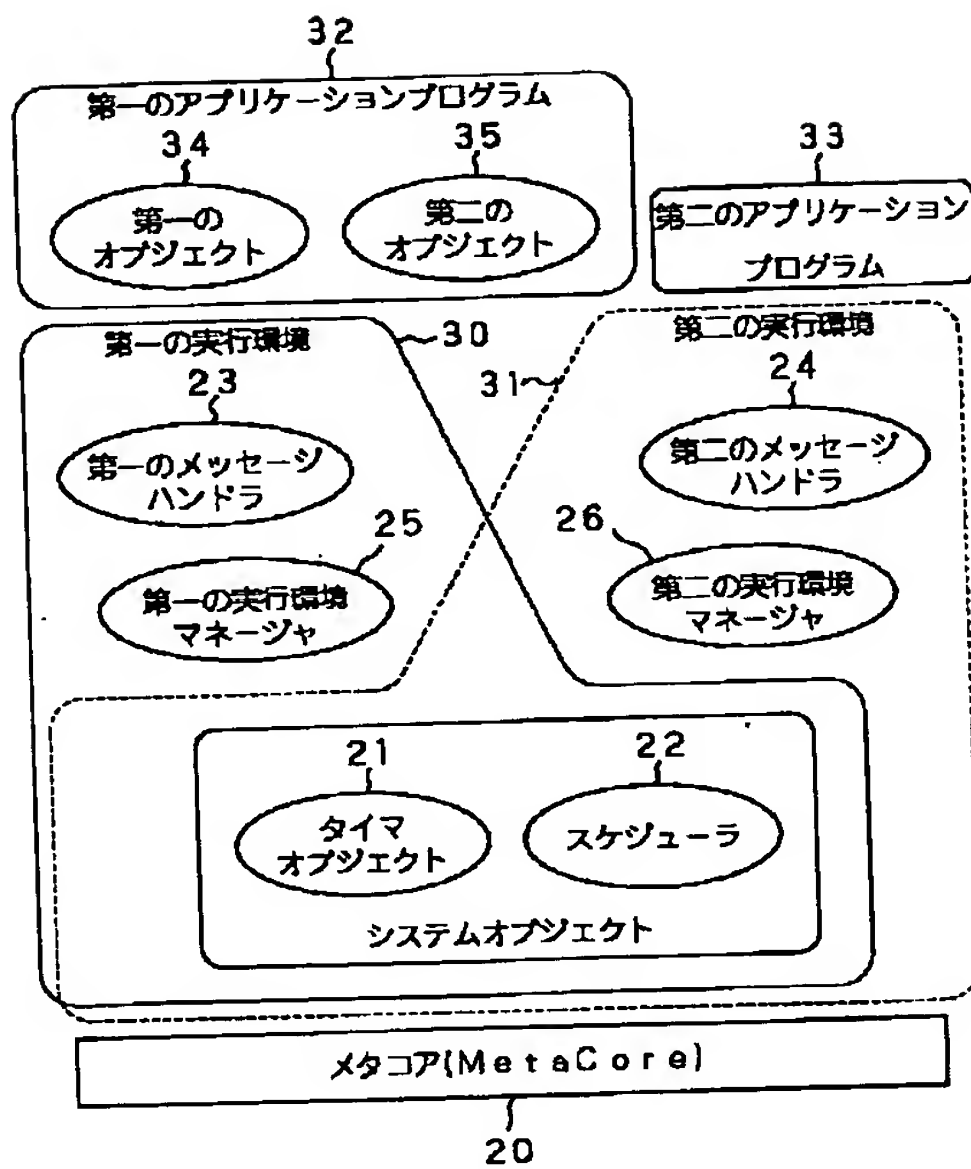 32
第一のアプリケーションプログラム
34
35
33
第一の
オブジェクト
第二の
オブジェクト
第二のアプリケーション
プログラム
第一の実行環境
30
第二の実行環境
31
23
24
第一のメッセージ
ハンドラ
第二のメッセージ
ハンドラ
25
26
第一の実行環境
マネージャ
第二の実行環境
マネージャ
21
22
タイマ
オブジェクト
スケジューラ
システムオブジェクト
メタコア(MetaCore)
20